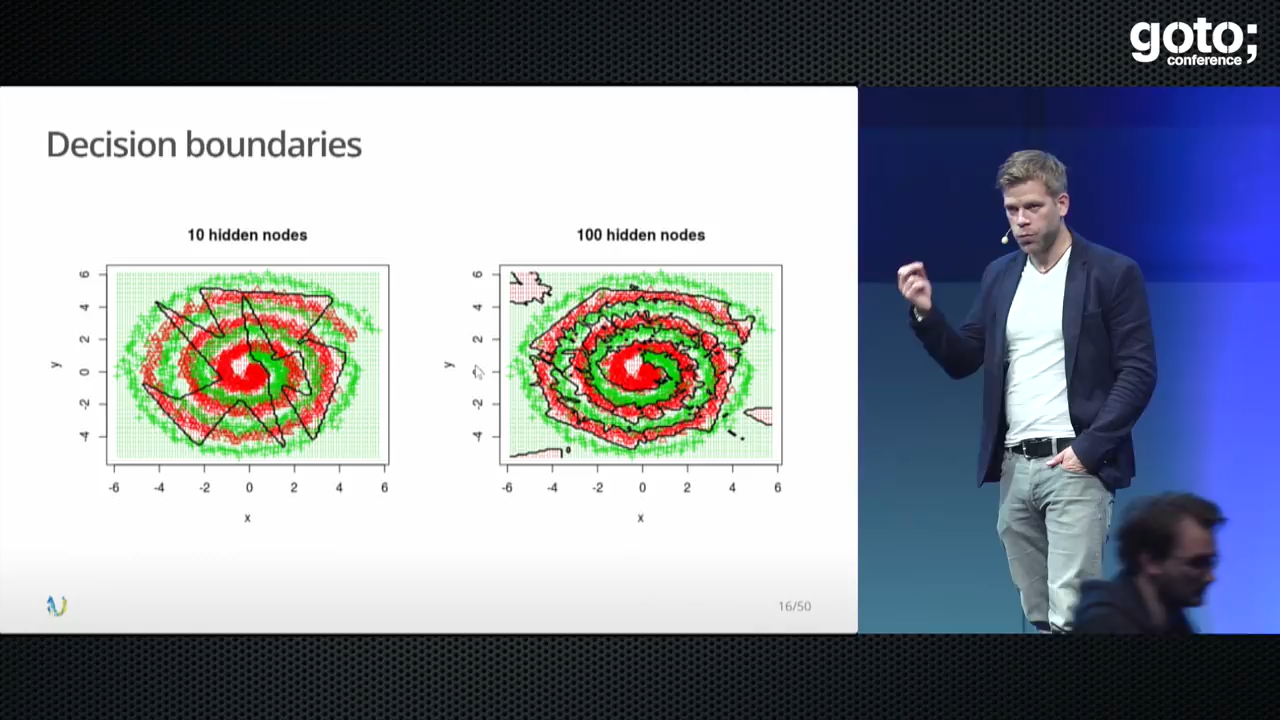 goto;
conference
Decision boundaries
10 hidden nodes
100 hidden nodes
6
4
2
0
-2
-4
y
-6 -4 -2 0 2 4 6
x
6
4
2
0
-2
-4
y
-6 -4 -2 0 2 4 6
x
16/50